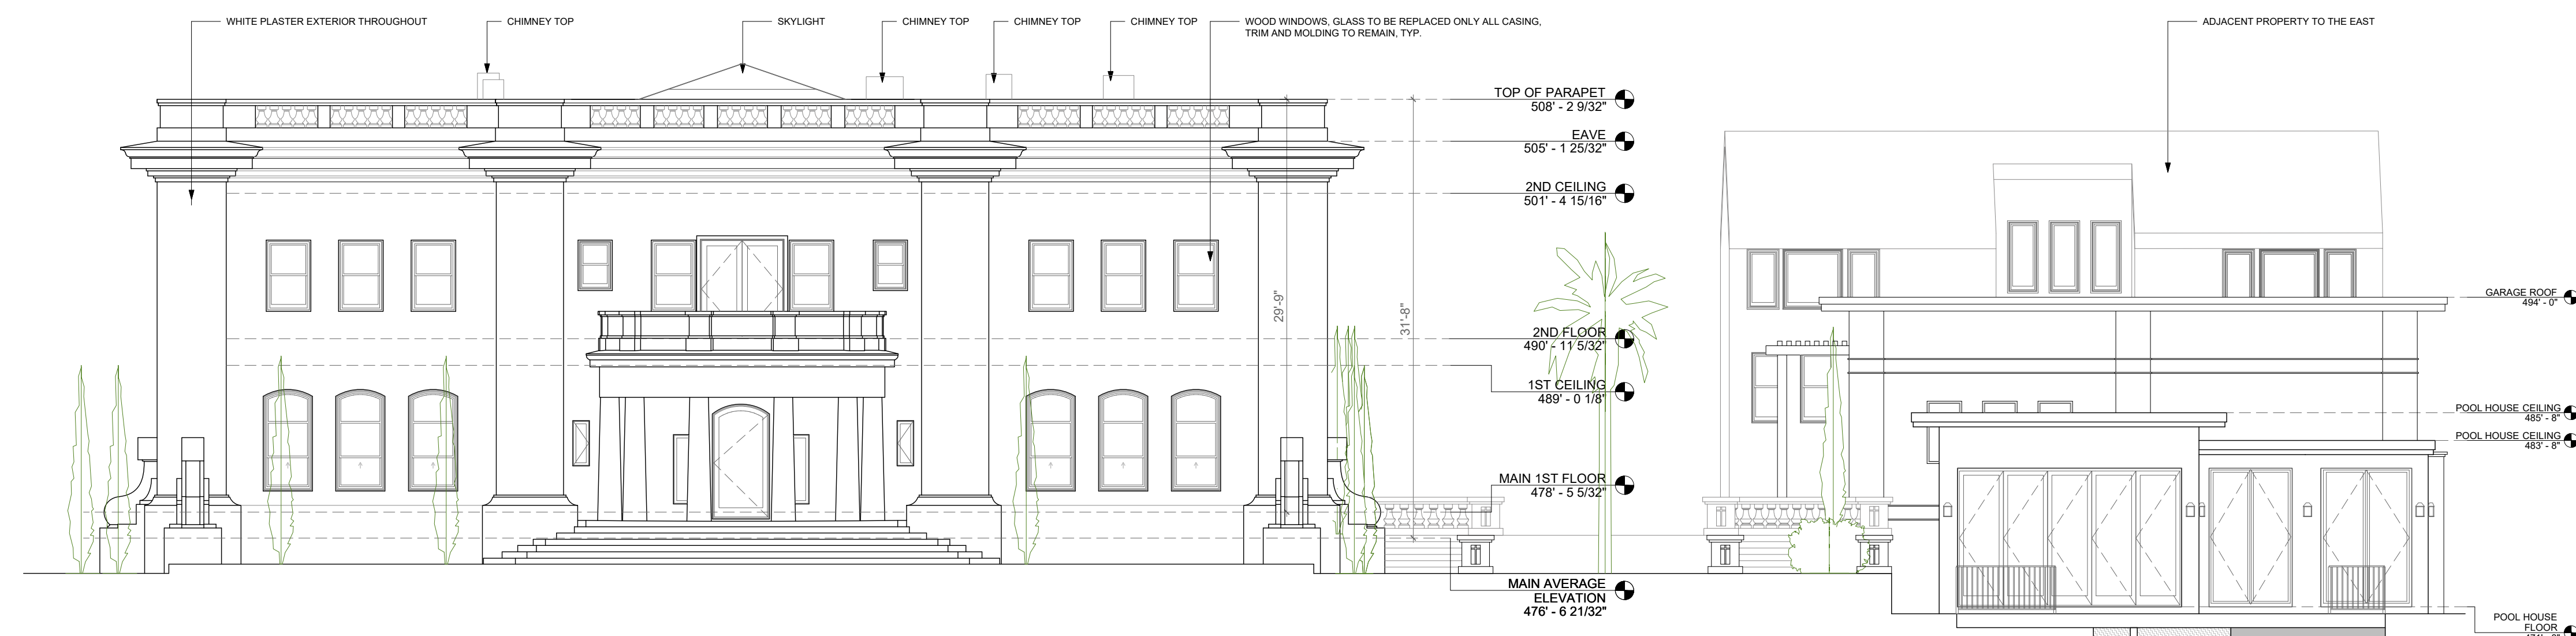 WHITE PLASTER EXTERIOR THROUGHOUT
CHIMNEY TOP
SKYLIGHT
CHIMNEY TOP
CHIMNEY TOP
CHIMNEY TOP
WOOD WINDOWS, GLASS TO BE REPLACED ONLY ALL CASING,
TRIM AND MOLDING TO REMAIN, TYP.
ADJACENT PROPERTY TO THE EAST
TOP OF PARAPET
508' - 2 9/32"
EAVE
505' - 1 25/32"
2ND CEILING
501' - 4 15/16"
29'-9"
31'-8"
2ND FLOOR
490' - 11 5/32"
1ST CEILING
489' - 0 1/8"
MAIN 1ST FLOOR
478' - 5 5/32"
MAIN AVERAGE
ELEVATION
476' - 6 21/32"
GARAGE ROOF
494' - 0"
POOL HOUSE CEILING
485' - 8"
POOL HOUSE CEILING
483' - 8"
POOL HOUSE
FLOOR